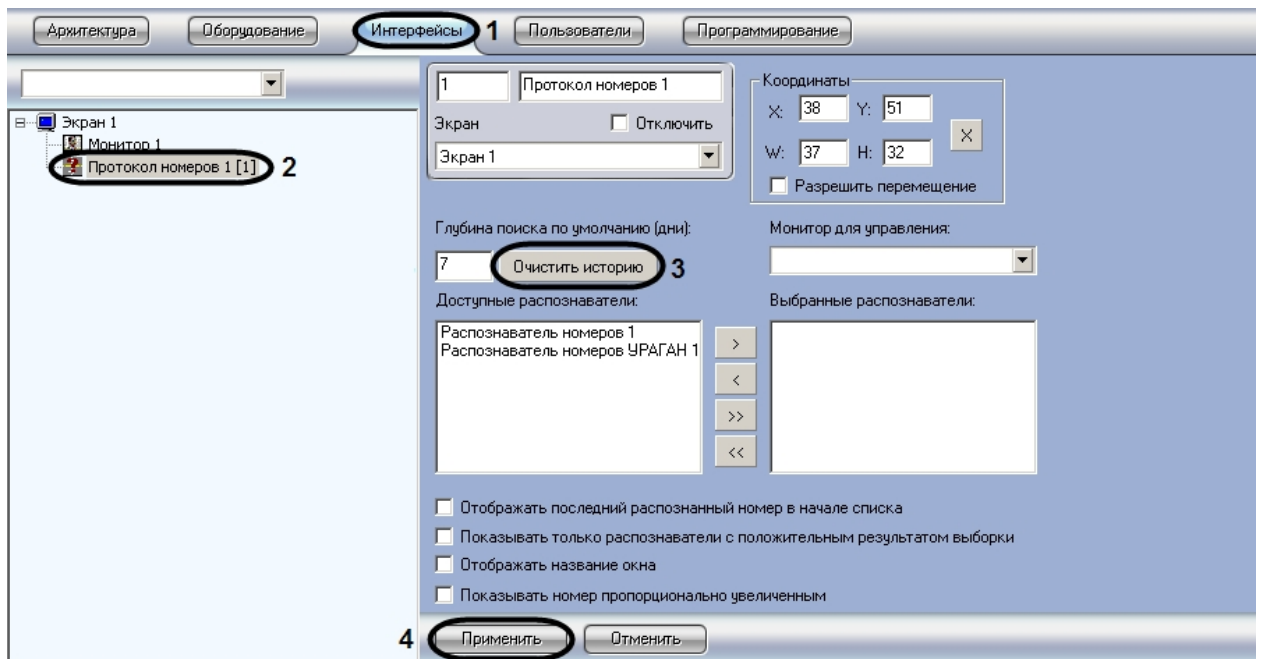 Архитектура Оборудование Интерфейсы 1 Пользователи Программирование
Экран 1
Монитор 1
Протокол номеров 1 [1] 2
1 Протокол номеров 1
Экран Отключить
Экран 1
Координаты
X: 38 Y: 51
X
W: 37 H: 32
Разрешить перемещение
Глубина поиска по умолчанию (дни):
7 Очистить историю 3
Монитор для управления:
Доступные распознаватели:
Распознаватель номеров 1
Распознаватель номеров УРАГАН 1
>
<
>>
<<
Выбранные распознаватели:
Отображать последний распознанный номер в начале списка
Показывать только распознаватели с положительным результатом выборки
Отображать название окна
Показывать номер пропорционально увеличенным
4 Применить Отменить